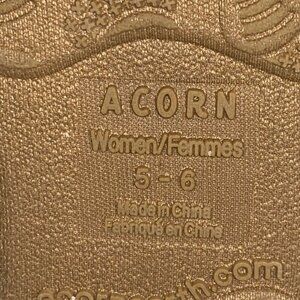 ACORN
Women/Femmes
5 - 6
Made in China
Fabriqué en Chine